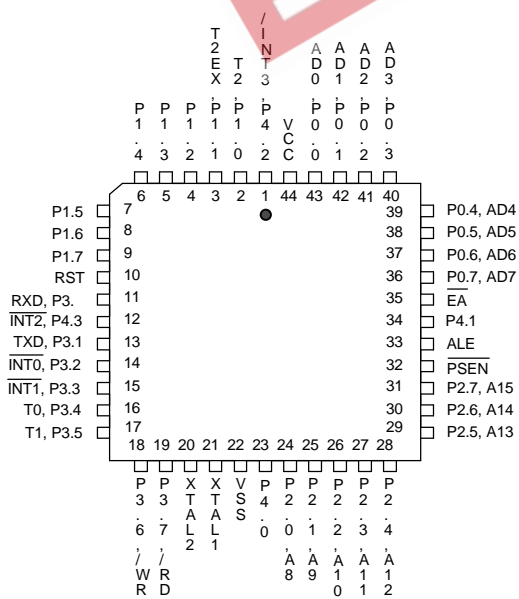 P1.4
P1.3
P1.2
T2EX, P1.1
T2, P1.0
/INT3, P4.2
VCC
AD0, P0.0
AD1, P0.1
AD2, P0.2
AD3, P0.3
6 5 4 3 2 1 44 43 42 41 40
P1.5 7
P1.6 8
P1.7 9
RST 10
RXD, P3. 11
INT2, P4.3 12
TXD, P3.1 13
INT0, P3.2 14
INT1, P3.3 15
T0, P3.4 16
T1, P3.5 17
39 P0.4, AD4
38 P0.5, AD5
37 P0.6, AD6
36 P0.7, AD7
35 EA
34 P4.1
33 ALE
32 PSEN
31 P2.7, A15
30 P2.6, A14
29 P2.5, A13
18 19 20 21 22 23 24 25 26 27 28
P3.6, /WR
P3.7, /RD
XTAL2
XTAL1
VSS
P4.0
P2.0, A8
P2.1, A9
P2.2, A10
P2.3, A11
P2.4, A12